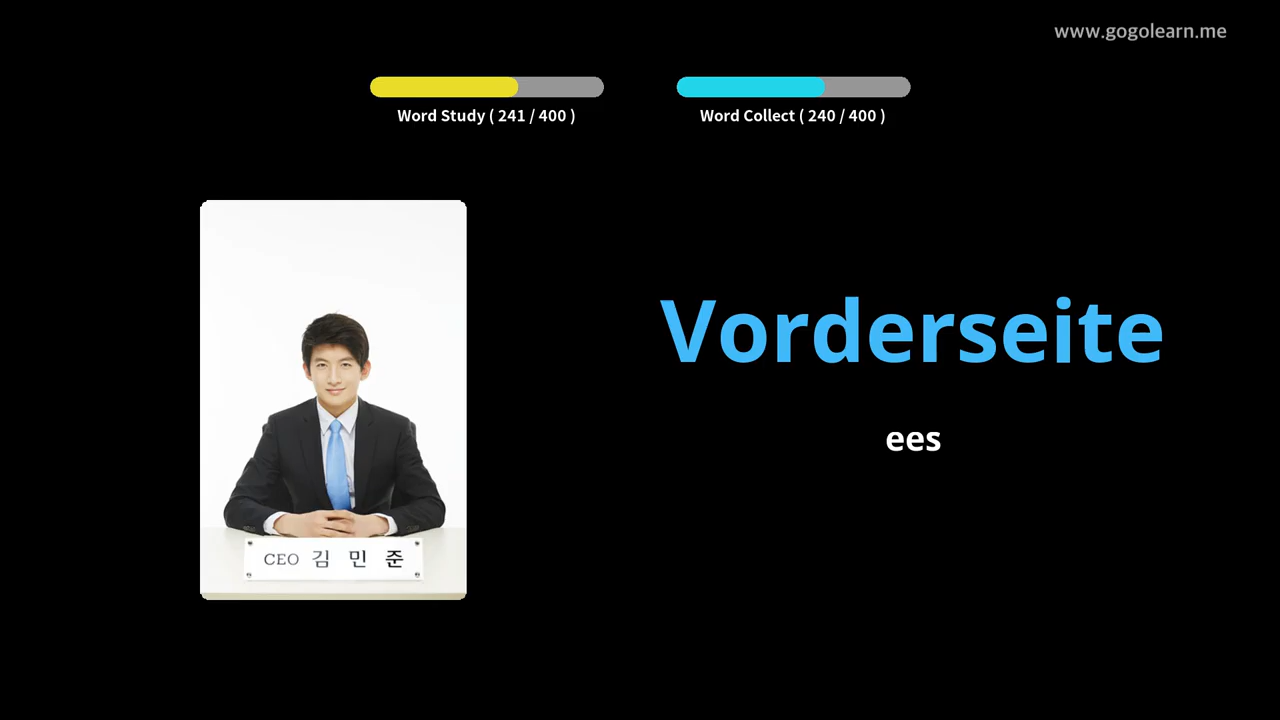 www.gogolearn.me
Word Study ( 241 / 400 )
Word Collect ( 240 / 400 )
Vorderseite
ees
CEO 김 민 준